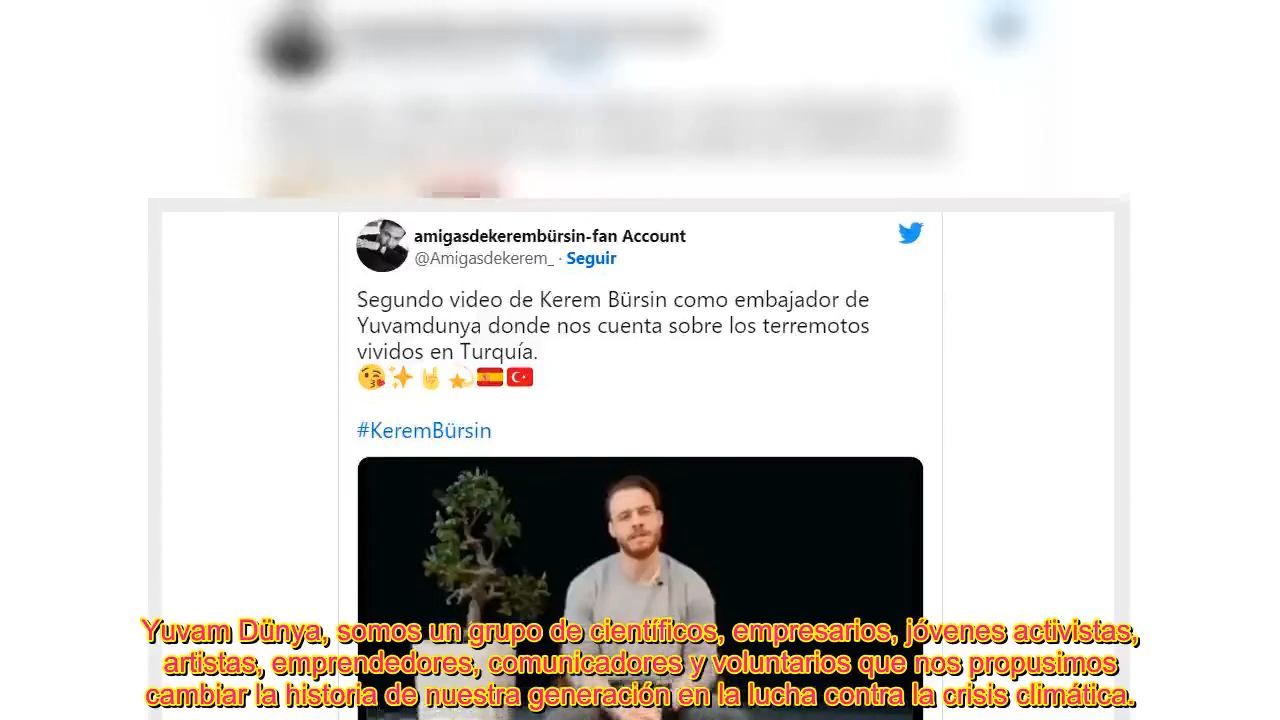 amigasdekerembürsin-fan Account
@Amigasdekerem_ · Seguir
Segundo video de Kerem Bürsin como embajador de
Yuvamdunya donde nos cuenta sobre los terremotos
vividos en Turquía.
😘✨🤘💫🇪🇸🇹🇷
#KeremBürsin
Yuvam Dünya, somos un grupo de científicos, empresarios, jóvenes activistas,
artistas, emprendedores, comunicadores y voluntarios que nos propusimos
cambiar la historia de nuestra generación en la lucha contra la crisis climática.